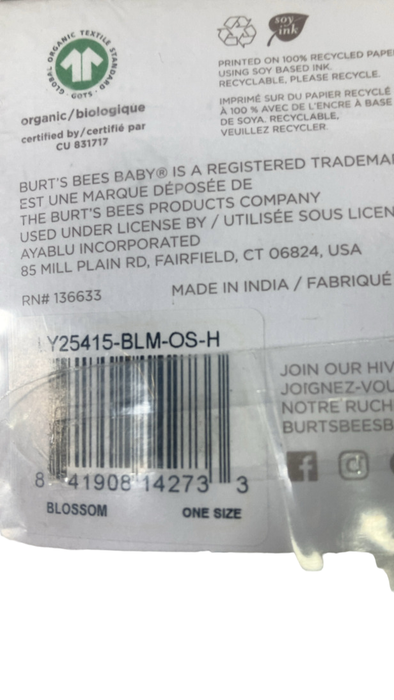 GLOBAL ORGANIC TEXTILE STANDARD
· GOTS ·
organic/biologique
certified by/certifié par
CU 831717
soy
ink
PRINTED ON 100% RECYCLED PAPE
USING SOY BASED INK.
RECYCLABLE, PLEASE RECYCLE.
IMPRIMÉ SUR DU PAPIER RECYCLÉ
À 100 % AVEC DE L'ENCRE À BASE
DE SOYA. RECYCLABLE,
VEUILLEZ RECYCLER.
BURT'S BEES BABY® IS A REGISTERED TRADEMA
EST UNE MARQUE DÉPOSÉE DE
THE BURT'S BEES PRODUCTS COMPANY
USED UNDER LICENSE BY / UTILISÉE SOUS LICEN
AYABLU INCORPORATED
85 MILL PLAIN RD, FAIRFIELD, CT 06824, USA
RN# 136633
MADE IN INDIA / FABRIQUÉ
Y25415-BLM-OS-H
8 41908 14273 3
BLOSSOM
ONE SIZE
JOIN OUR HIV
JOIGNEZ-VOU
NOTRE RUCH
BURTSBEESB
f